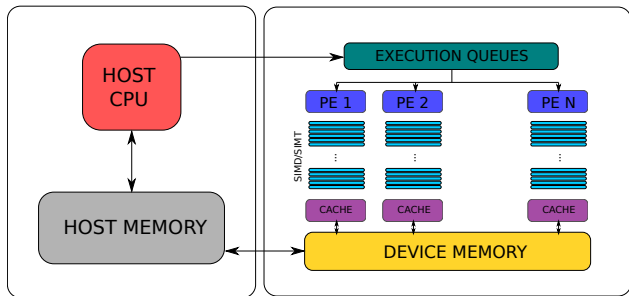 HOST
CPU
HOST MEMORY
EXECUTION QUEUES
PE 1
PE 2
PE N
SIMD/SIMT
...
...
...
CACHE
CACHE
CACHE
DEVICE MEMORY